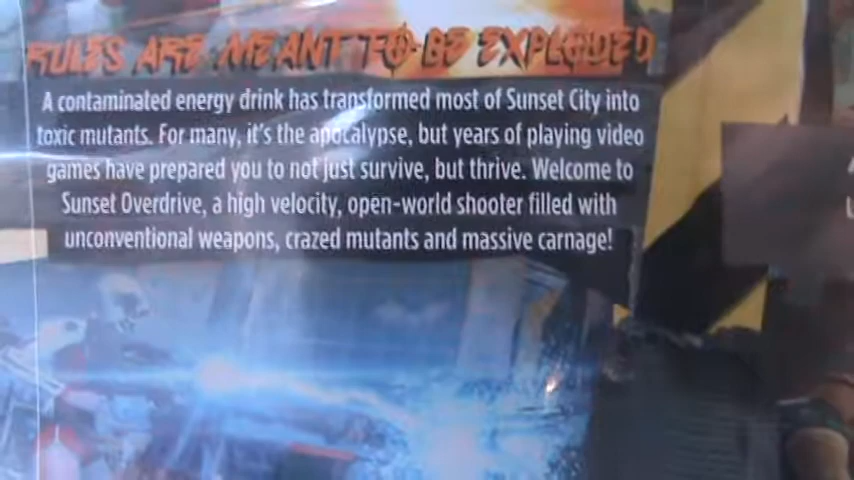 RULES ARE MEANT TO BE EXPLODED
A contaminated energy drink has transformed most of Sunset City into
toxic mutants. For many, it's the apocalypse, but years of playing video
games have prepared you to not just survive, but thrive. Welcome to
Sunset Overdrive, a high velocity, open-world shooter filled with
unconventional weapons, crazed mutants and massive carnage!